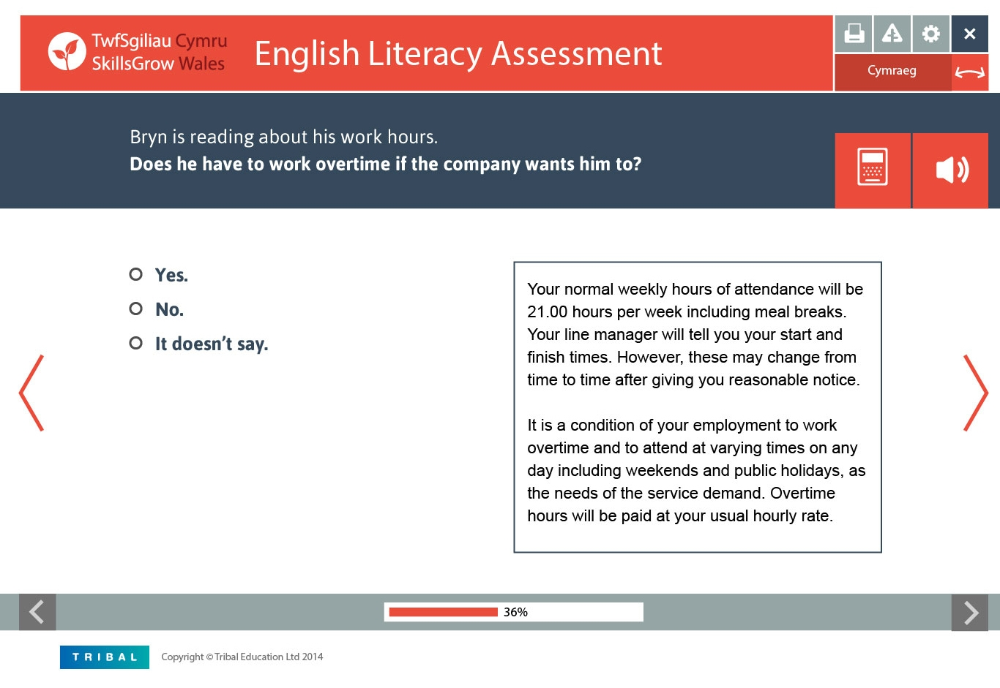 TwfSgiliau Cymru
SkillsGrow Wales
English Literacy Assessment
Cymraeg
Bryn is reading about his work hours.
Does he have to work overtime if the company wants him to?
Yes.
No.
It doesn’t say.
Your normal weekly hours of attendance will be
21.00 hours per week including meal breaks.
Your line manager will tell you your start and
finish times. However, these may change from
time to time after giving you reasonable notice.
It is a condition of your employment to work
overtime and to attend at varying times on any
day including weekends and public holidays, as
the needs of the service demand. Overtime
hours will be paid at your usual hourly rate.
36%
TRIBAL
Copyright © Tribal Education Ltd 2014